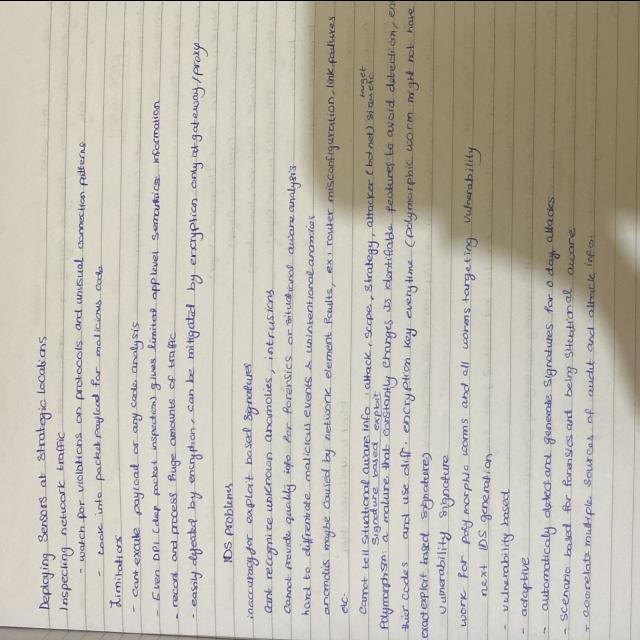 Deploying sensors at strategic locations
Inspecting network traffic
- watch for violations on protocols and unusual connection patterns
- Look into packet payload for malicious code
Limitations
- Cant exexute payload or any code analysis
- Even DPI (deep packet inspection) gives limited app level semantics information
- record and process huge amounts of traffic
- easily defeated by encryption, can be mitigated by encryption only at gateway/proxy
IDS Problems
inaccuracy for exploit based signatures
Cant recognize unknown anomalies, intrusions
Cannot provide quality info for forensics or situational aware analysis
hard to differentiate malicious events & unintentional anomalies
anomalies maybe caused by network element faults, ex: router misconfiguration, link failures
etc.
Cannot tell situational aware info: attack, scope, strategy, attacker (botnet) size target etc
signature based exploit
Polymorphism: a malware that constantly changes its identifiable features to avoid detection,
their codes and use diff. encryption key everytime (polymorphic worm might not have
exact exploit based signature)
Vulnerability signature
work for polymorphic worms and all worms targeting vulnerability
next IDS generation
- vulnerability based
- adaptive
- automatically detect and generate signatures for 0 day attacks
- scenario based for forensics and being situational aware
- correlate multiple sources of audit and attack info.